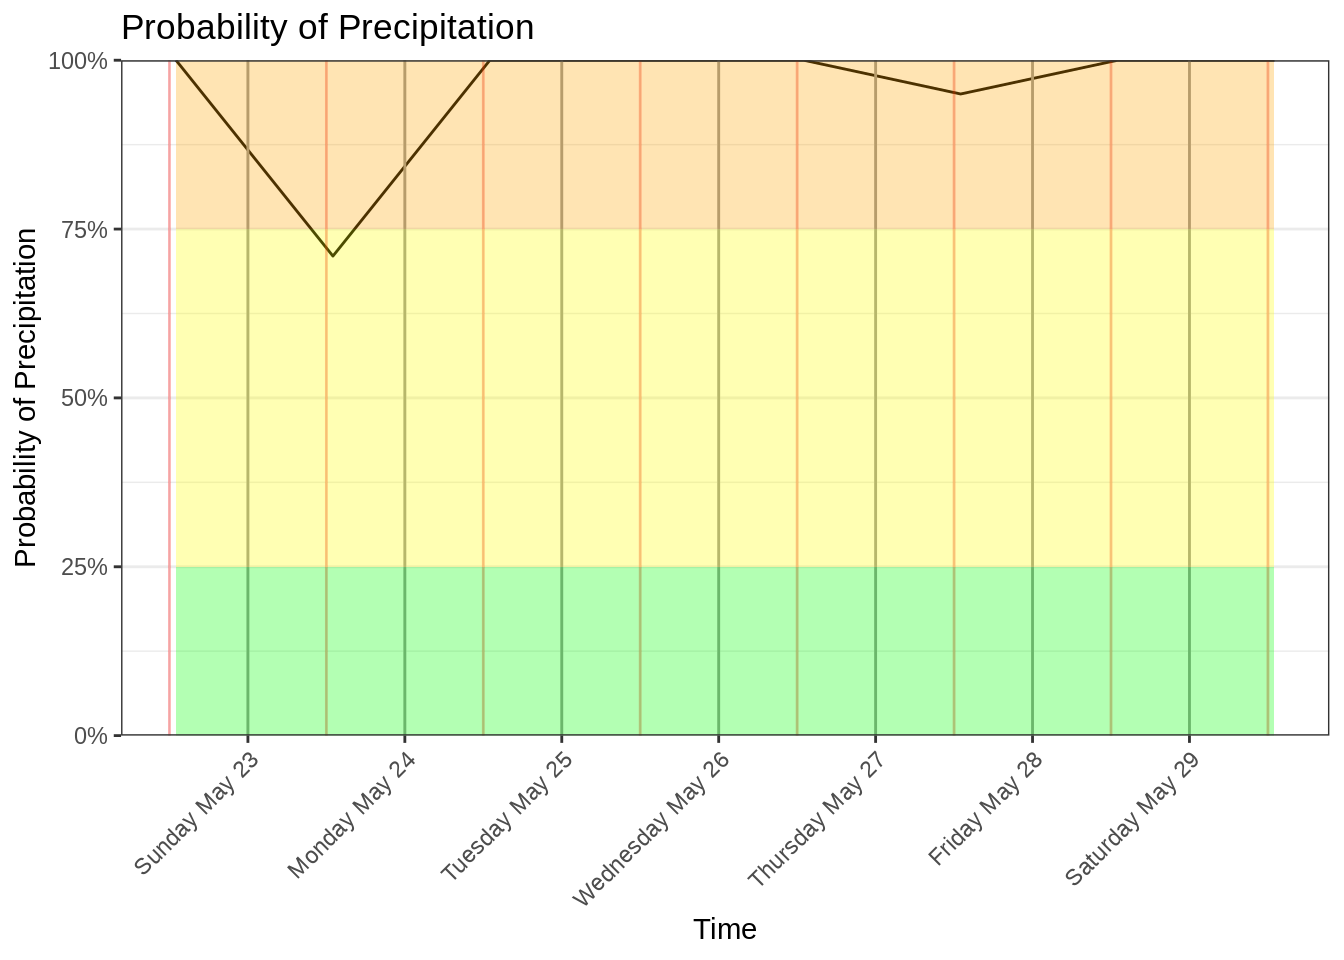 Probability of Precipitation
Probability of Precipitation
100%
75%
50%
25%
0%
Sunday May 23
Monday May 24
Tuesday May 25
Wednesday May 26
Thursday May 27
Friday May 28
Saturday May 29
Time